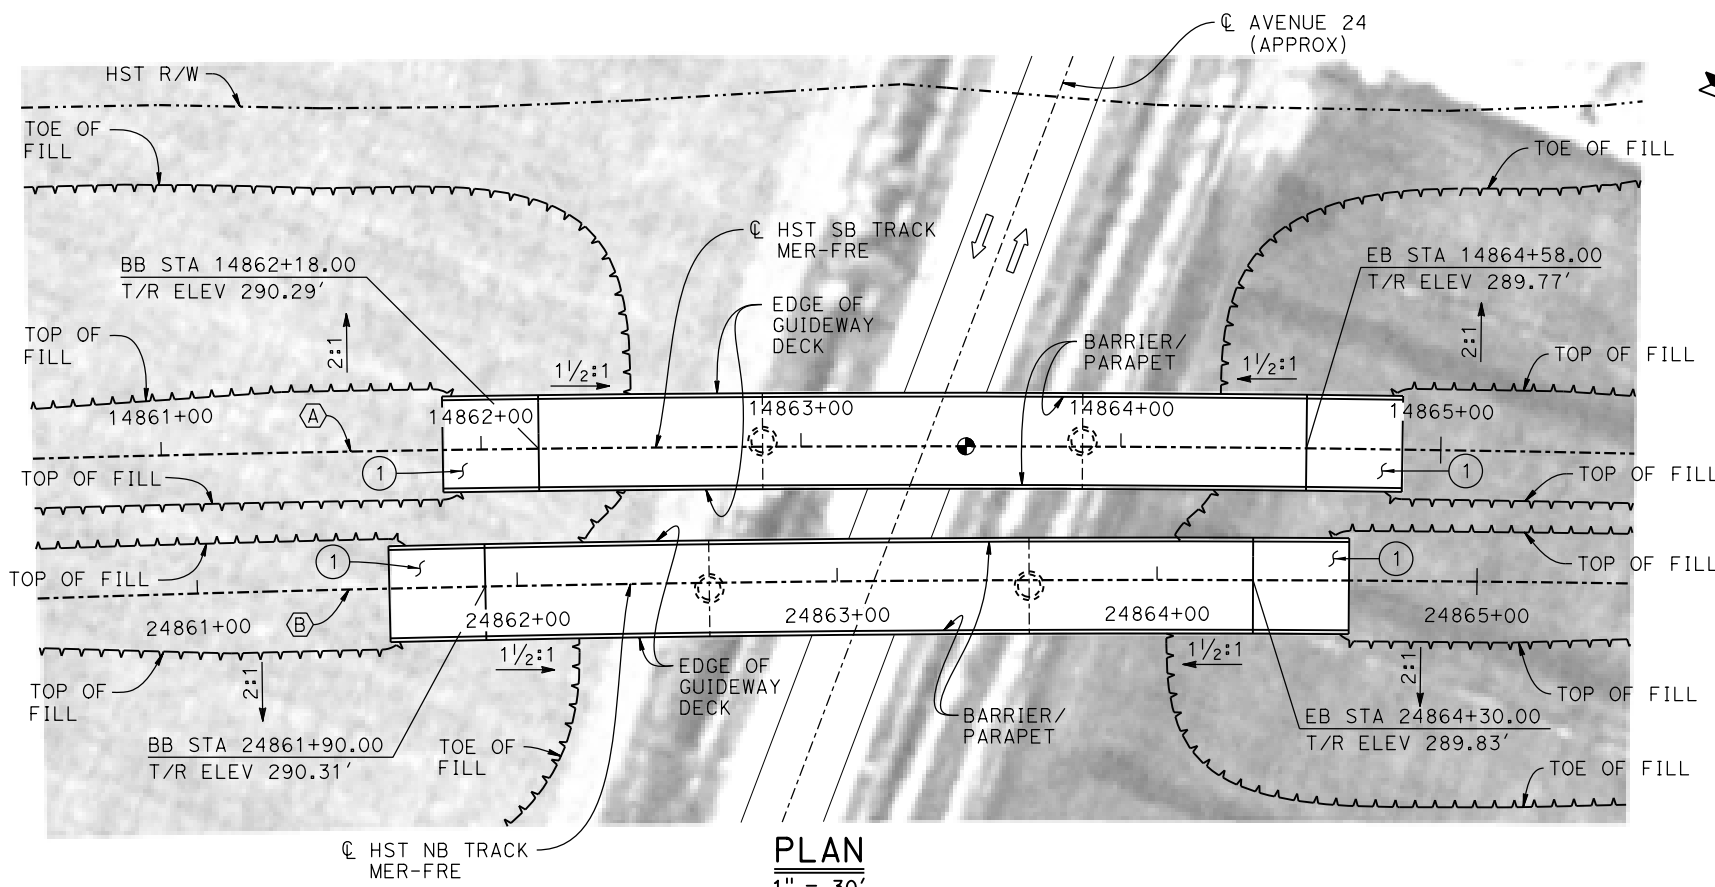 ℄ AVENUE 24
(APPROX)
HST R/W
TOE OF
FILL
TOE OF FILL
℄ HST SB TRACK
MER-FRE
BB STA 14862+18.00
T/R ELEV 290.29'
EB STA 14864+58.00
T/R ELEV 289.77'
EDGE OF
GUIDEWAY
DECK
TOP OF
FILL
2:1
1½:1
BARRIER/
PARAPET
1½:1
2:1
TOP OF FILL
14861+00
A
14862+00
14863+00
14864+00
14865+00
TOP OF FILL
1
1
TOP OF FILL
TOP OF FILL
1
1
TOP OF FILL
24861+00
B
24862+00
24863+00
24864+00
24865+00
2:1
1½:1
1½:1
2:1
TOP OF
FILL
EDGE OF
GUIDEWAY
DECK
BARRIER/
PARAPET
TOP OF FILL
BB STA 24861+90.00
T/R ELEV 290.31'
TOE OF
FILL
EB STA 24864+30.00
T/R ELEV 289.83'
TOE OF FILL
℄ HST NB TRACK
MER-FRE
PLAN
1" = 30'